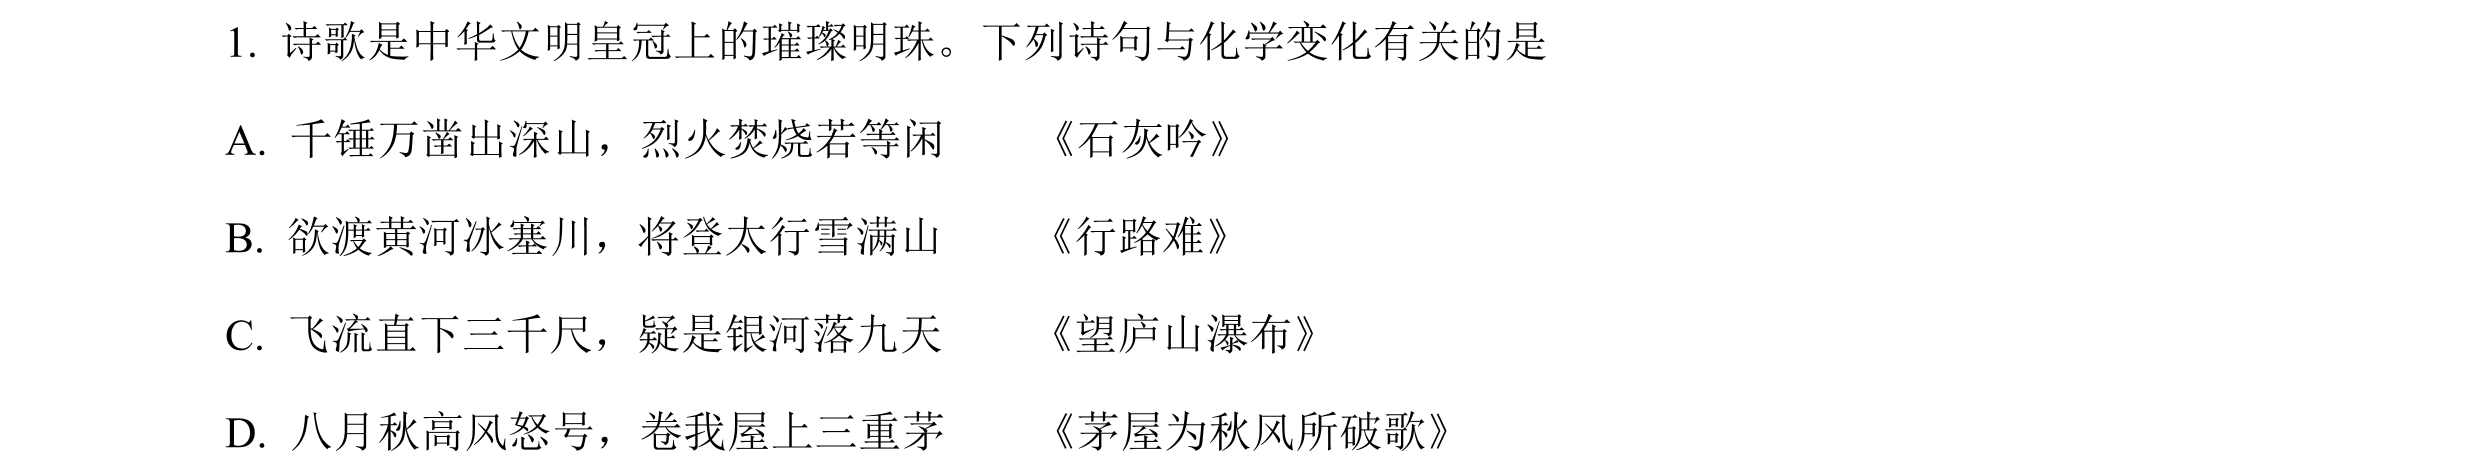 1. 诗歌是中华文明皇冠上的璀璨明珠。下列诗句与化学变化有关的是
A. 千锤万凿出深山，烈火焚烧若等闲 《石灰吟》
B. 欲渡黄河冰塞川，将登太行雪满山 《行路难》
C. 飞流直下三千尺，疑是银河落九天 《望庐山瀑布》
D. 八月秋高风怒号，卷我屋上三重茅 《茅屋为秋风所破歌》